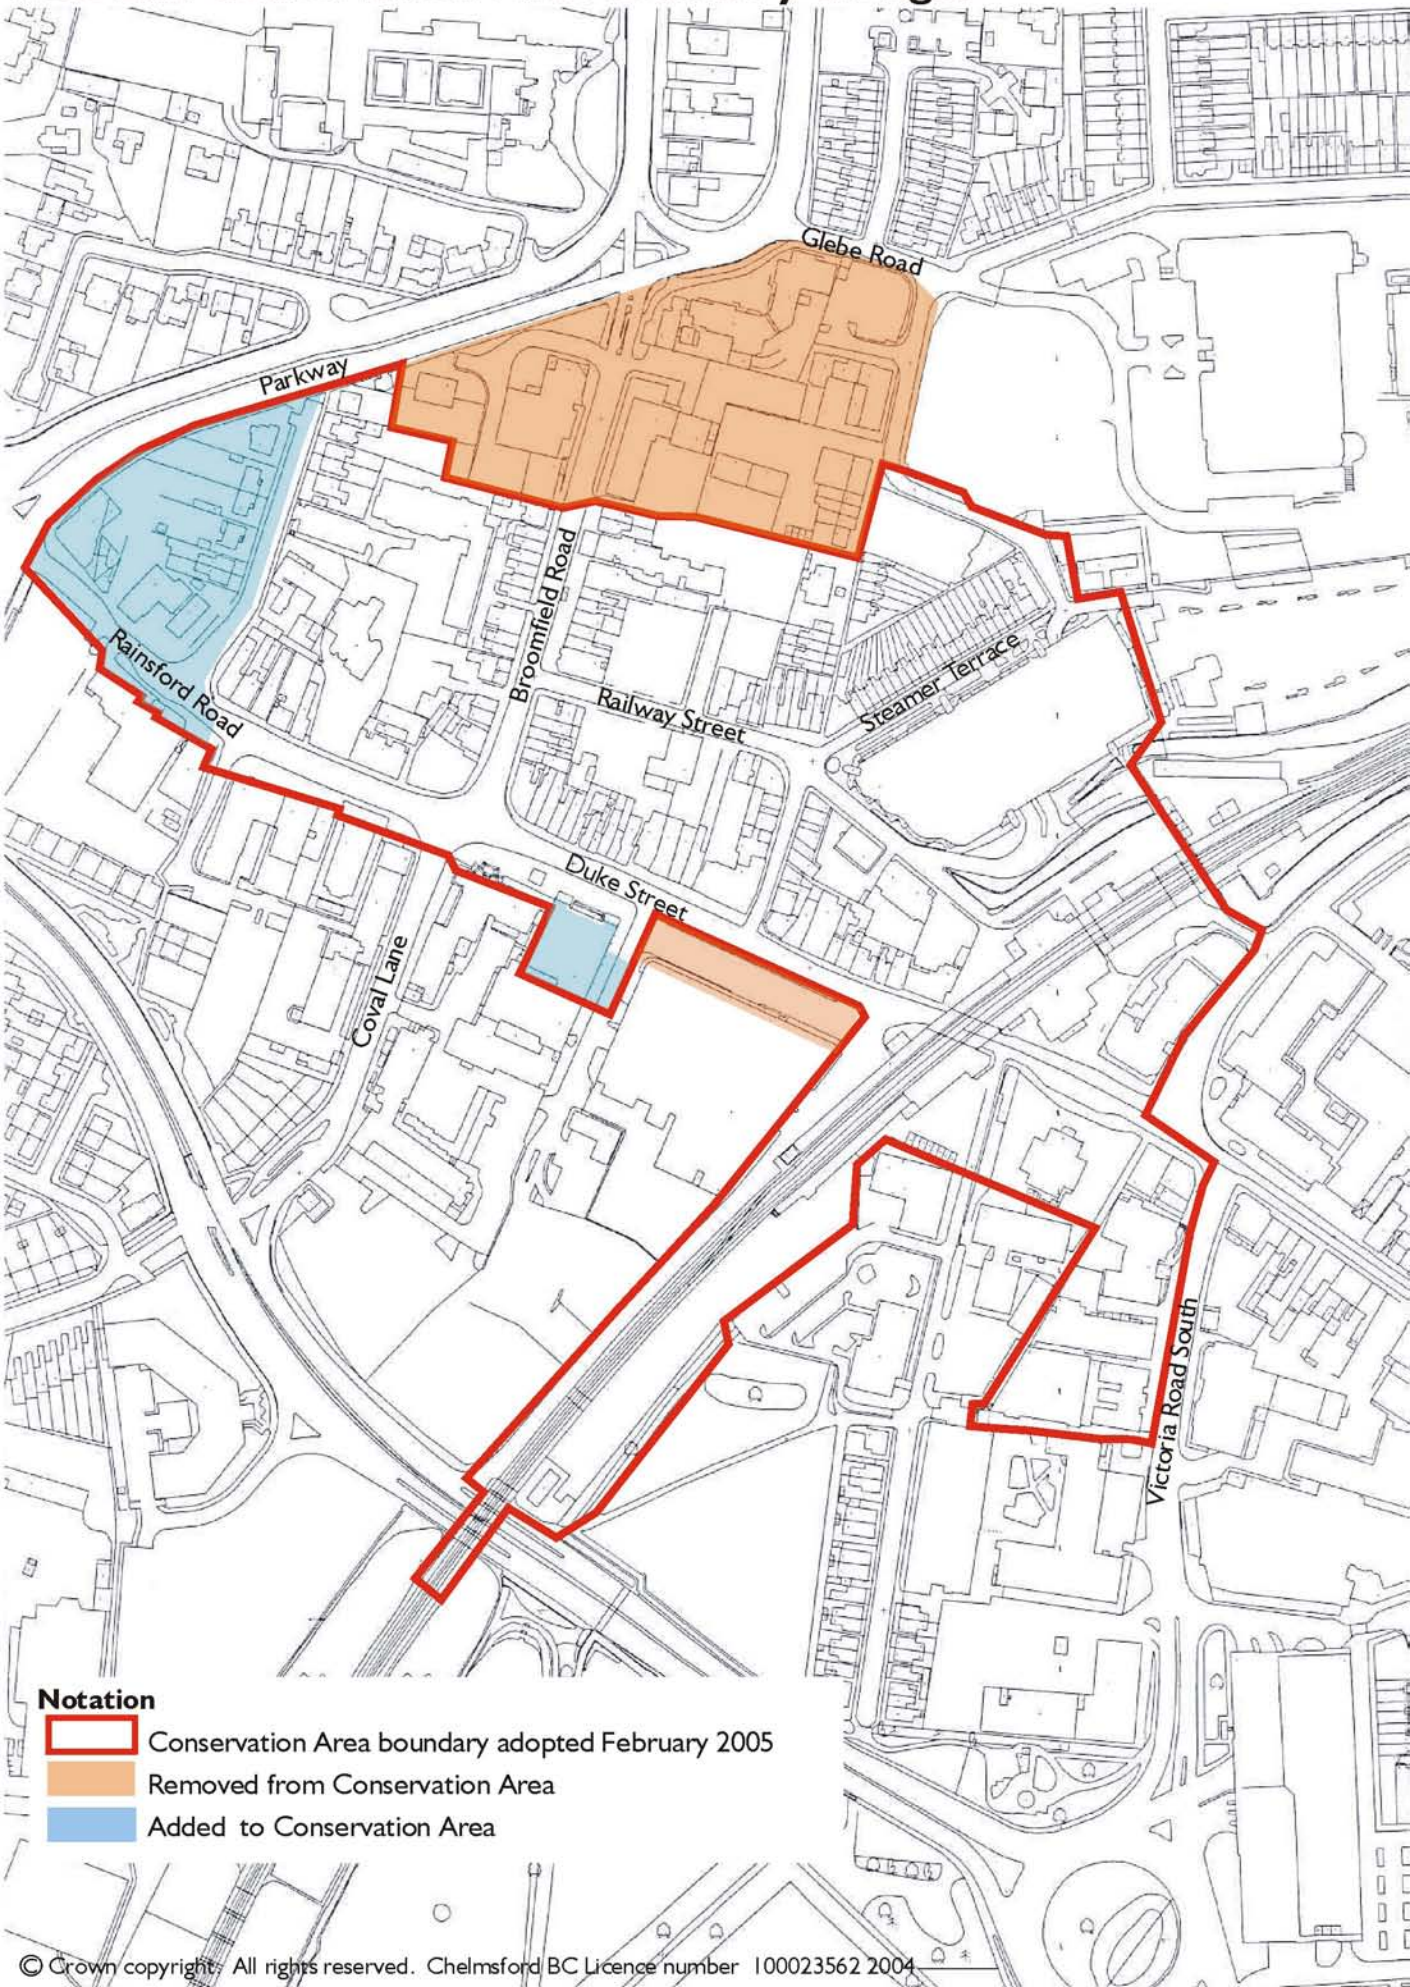 Glebe Road
Parkway
Broomfield Road
Rainsford Road
Railway Street
Steamer Terrace
Duke Street
Coval Lane
Victoria Road South
Notation
Conservation Area boundary adopted February 2005
Removed from Conservation Area
Added to Conservation Area
© Crown copyright. All rights reserved. Chelmsford BC Licence number 100023562 2004